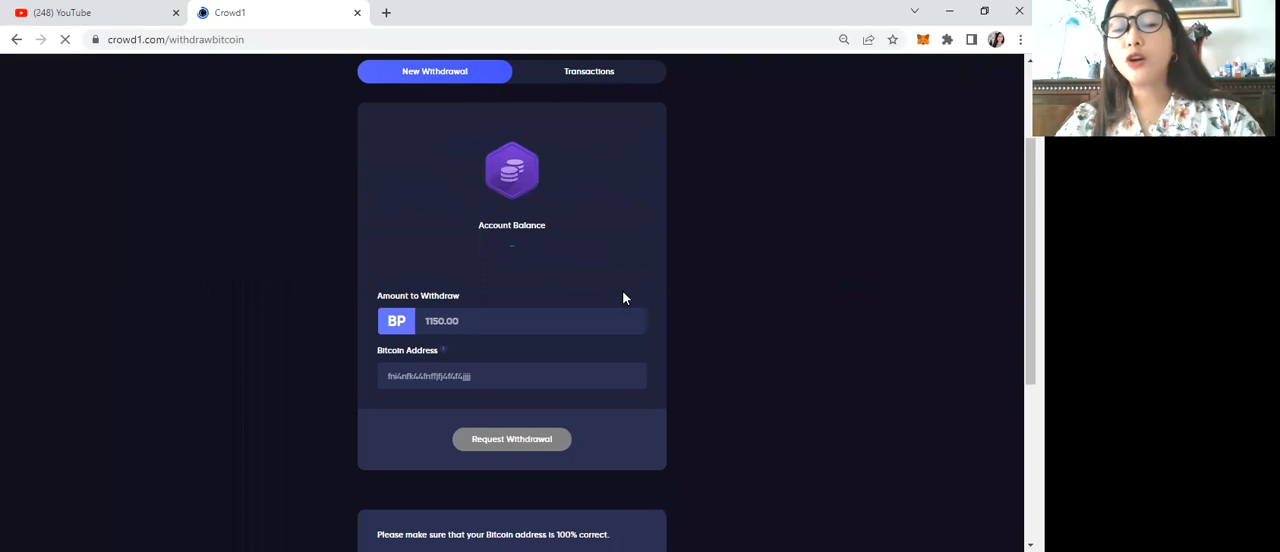 (248) YouTube
Crowd1
crowd1.com/withdrawbitcoin
New Withdrawal
Transactions
Account Balance
--
Amount to Withdraw
BP
1150.00
Bitcoin Address
Request Withdrawal
Please make sure that your Bitcoin address is 100% correct.